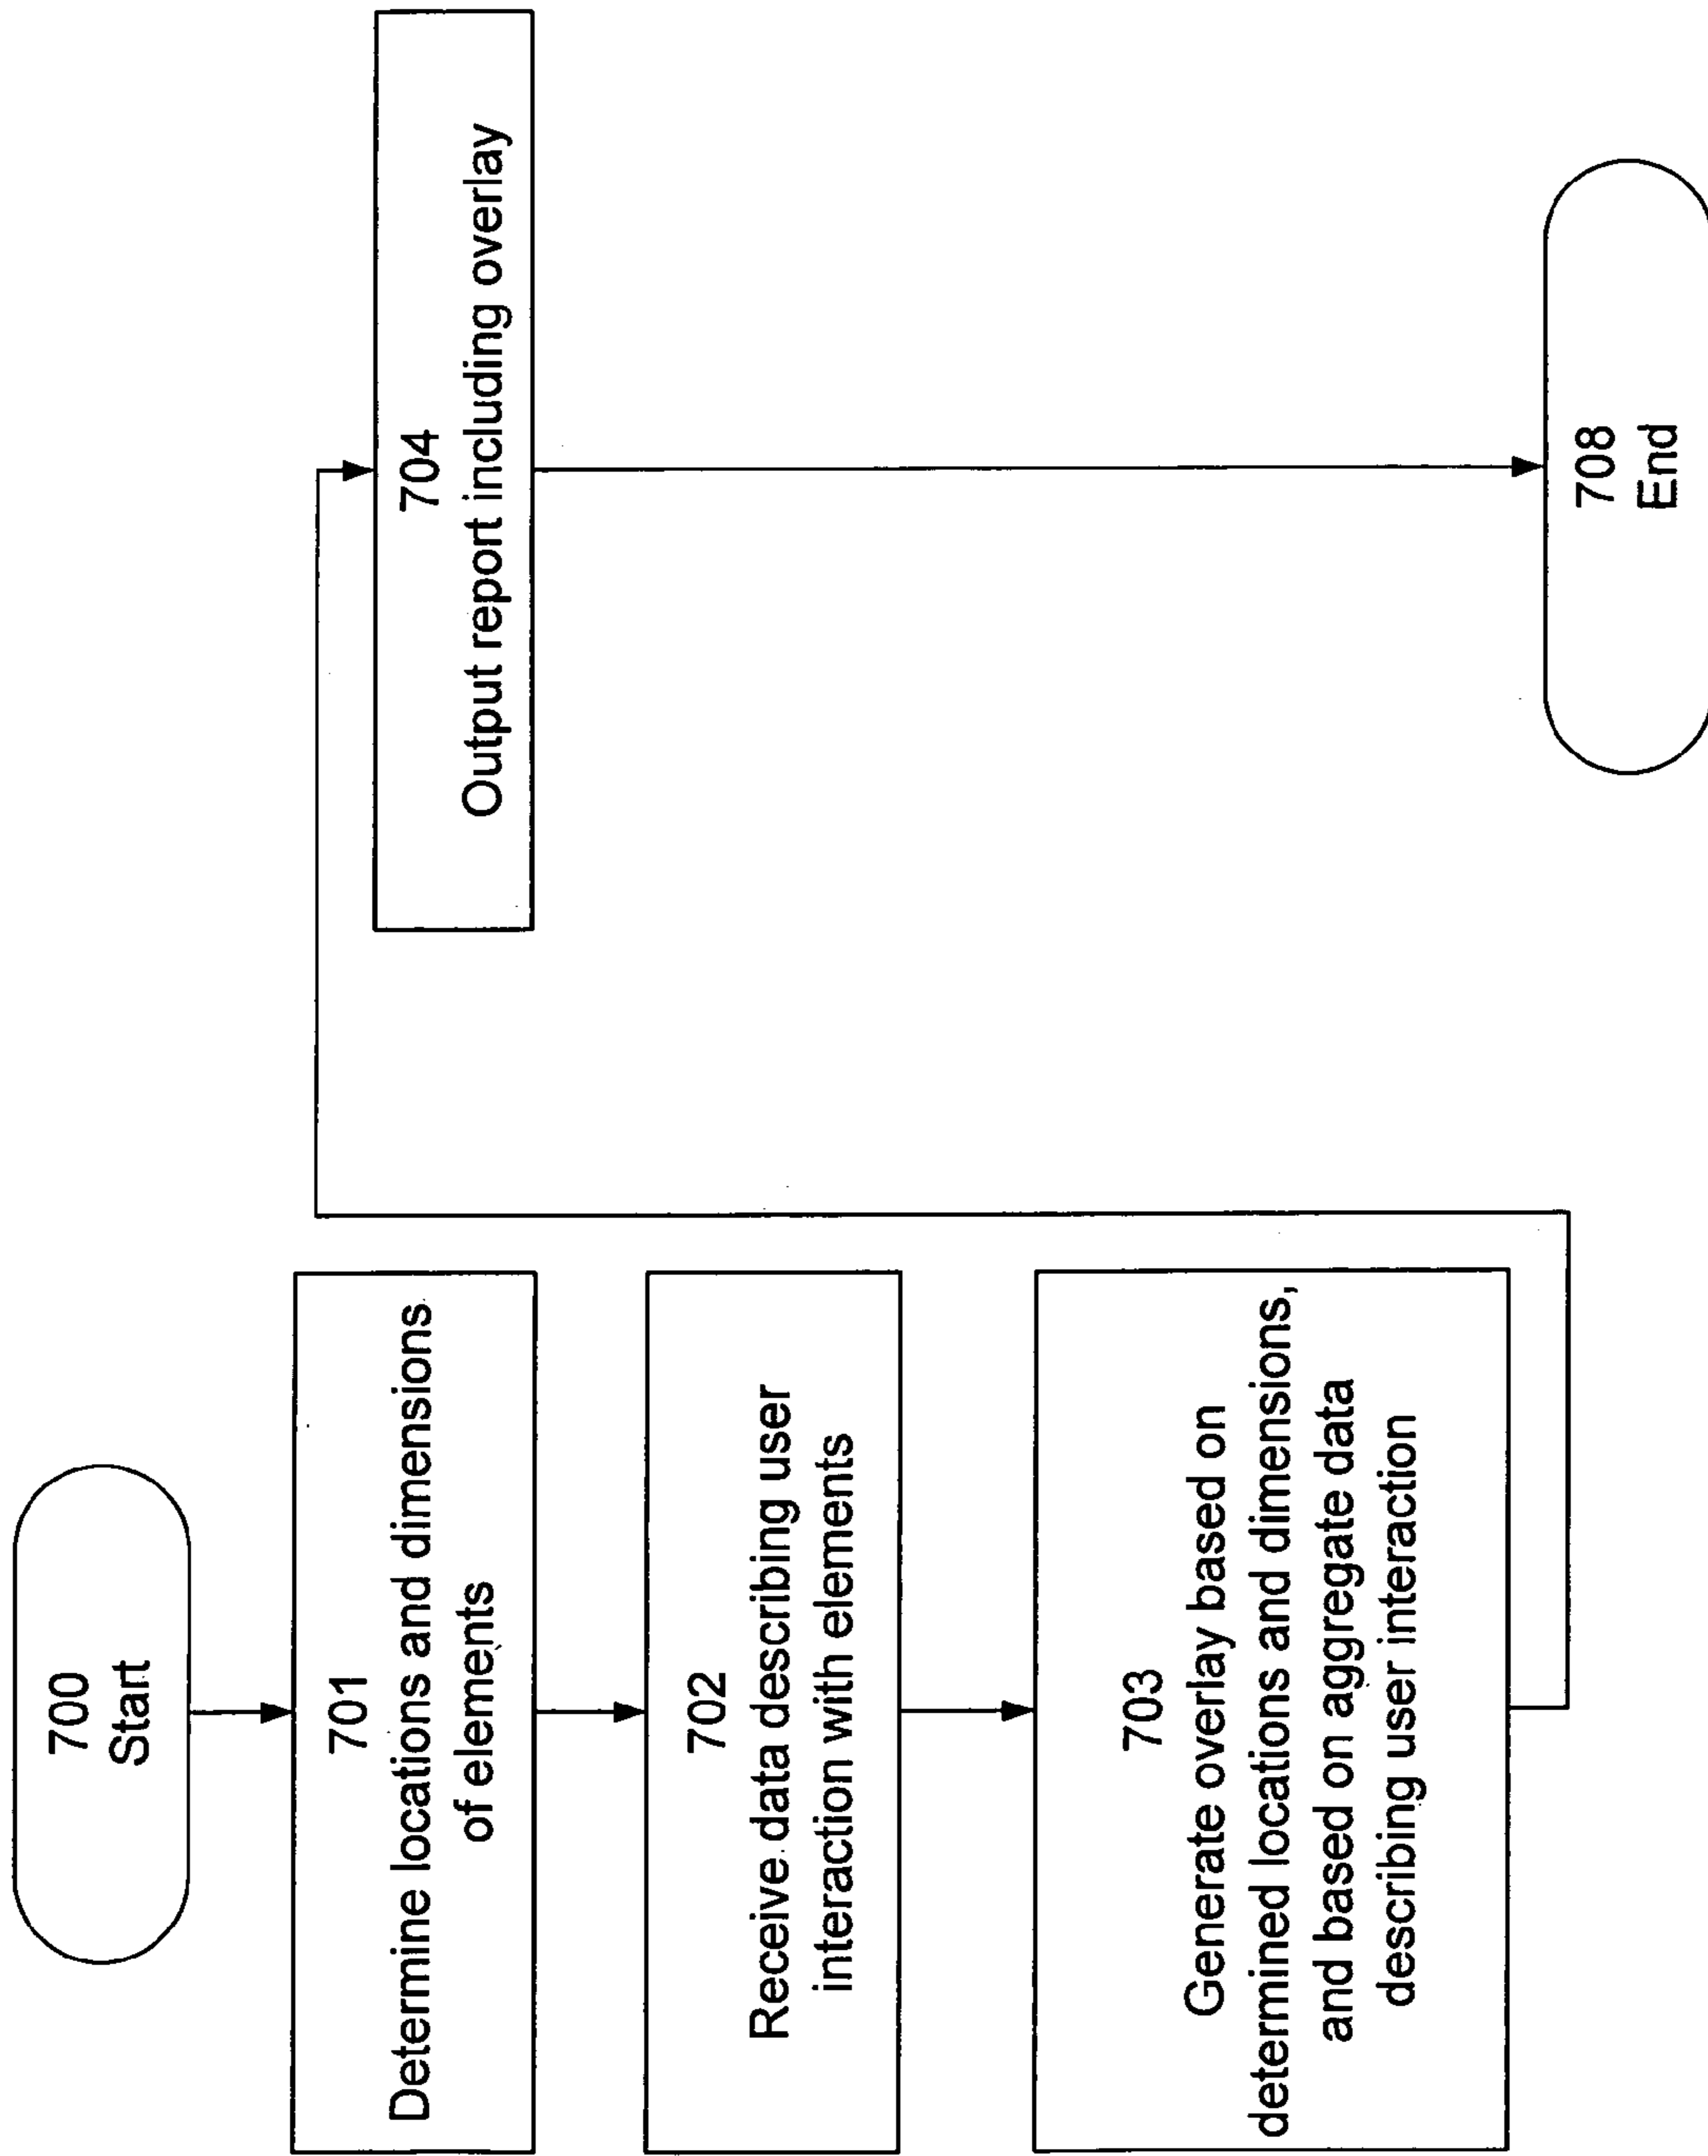 700
Start
701
Determine locations and dimensions
of elements
702
Receive data describing user
interaction with elements
703
Generate overlay based on
determined locations and dimensions,
and based on aggregate data
describing user interaction
704
Output report including overlay
708
End